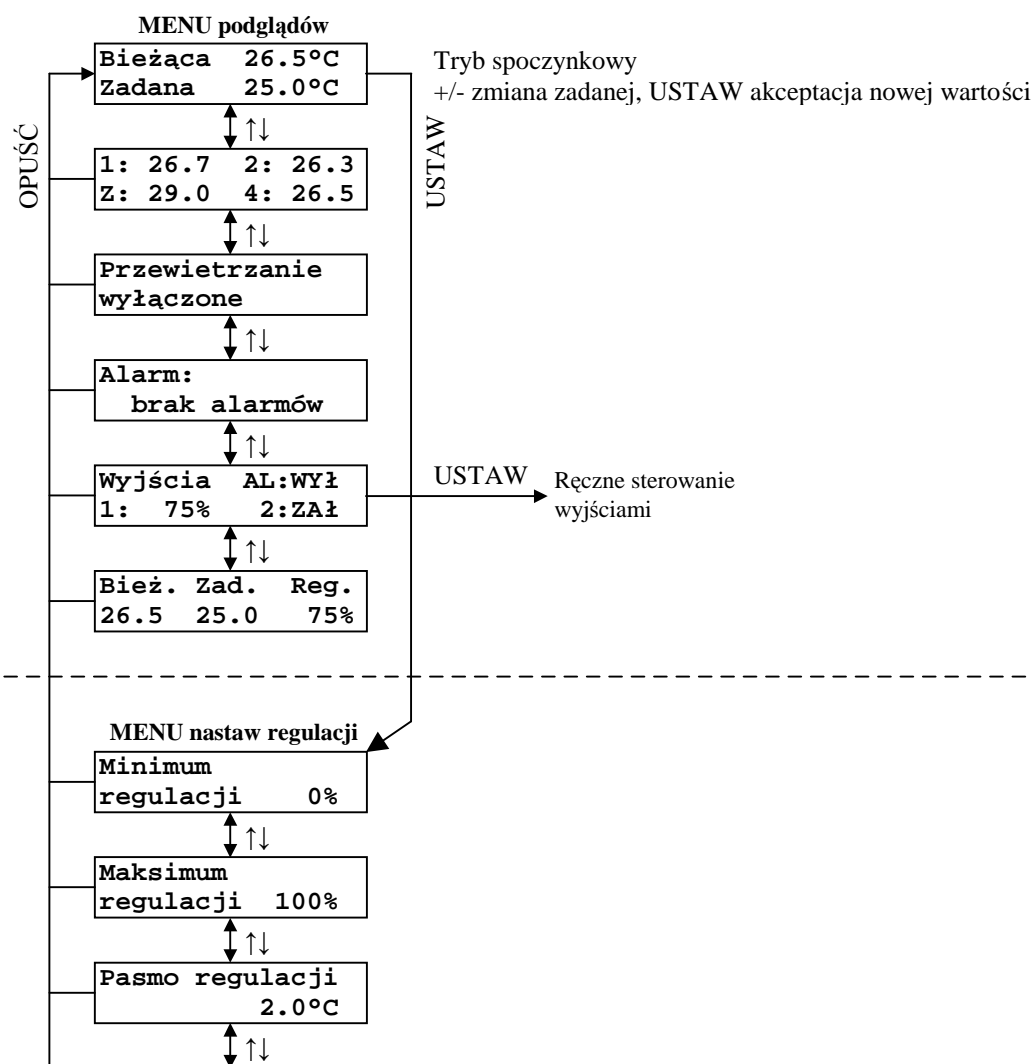 MENU podglądów
Bieżąca 26.5°C
Zadana 25.0°C
Tryb spoczynkowy
+/- zmiana zadanej, USTAW akceptacja nowej wartości
OPUŚĆ
USTAW
↑↓
1: 26.7 2: 26.3
Z: 29.0 4: 26.5
↑↓
Przewietrzanie
wyłączone
↑↓
Alarm:
brak alarmów
↑↓
Wyjścia AL:WYŁ
1: 75% 2:ZAŁ
USTAW
Ręczne sterowanie
wyjściami
↑↓
Bież. Zad. Reg.
26.5 25.0 75%
MENU nastaw regulacji
Minimum
regulacji 0%
↑↓
Maksimum
regulacji 100%
↑↓
Pasmo regulacji
2.0°C
↑↓